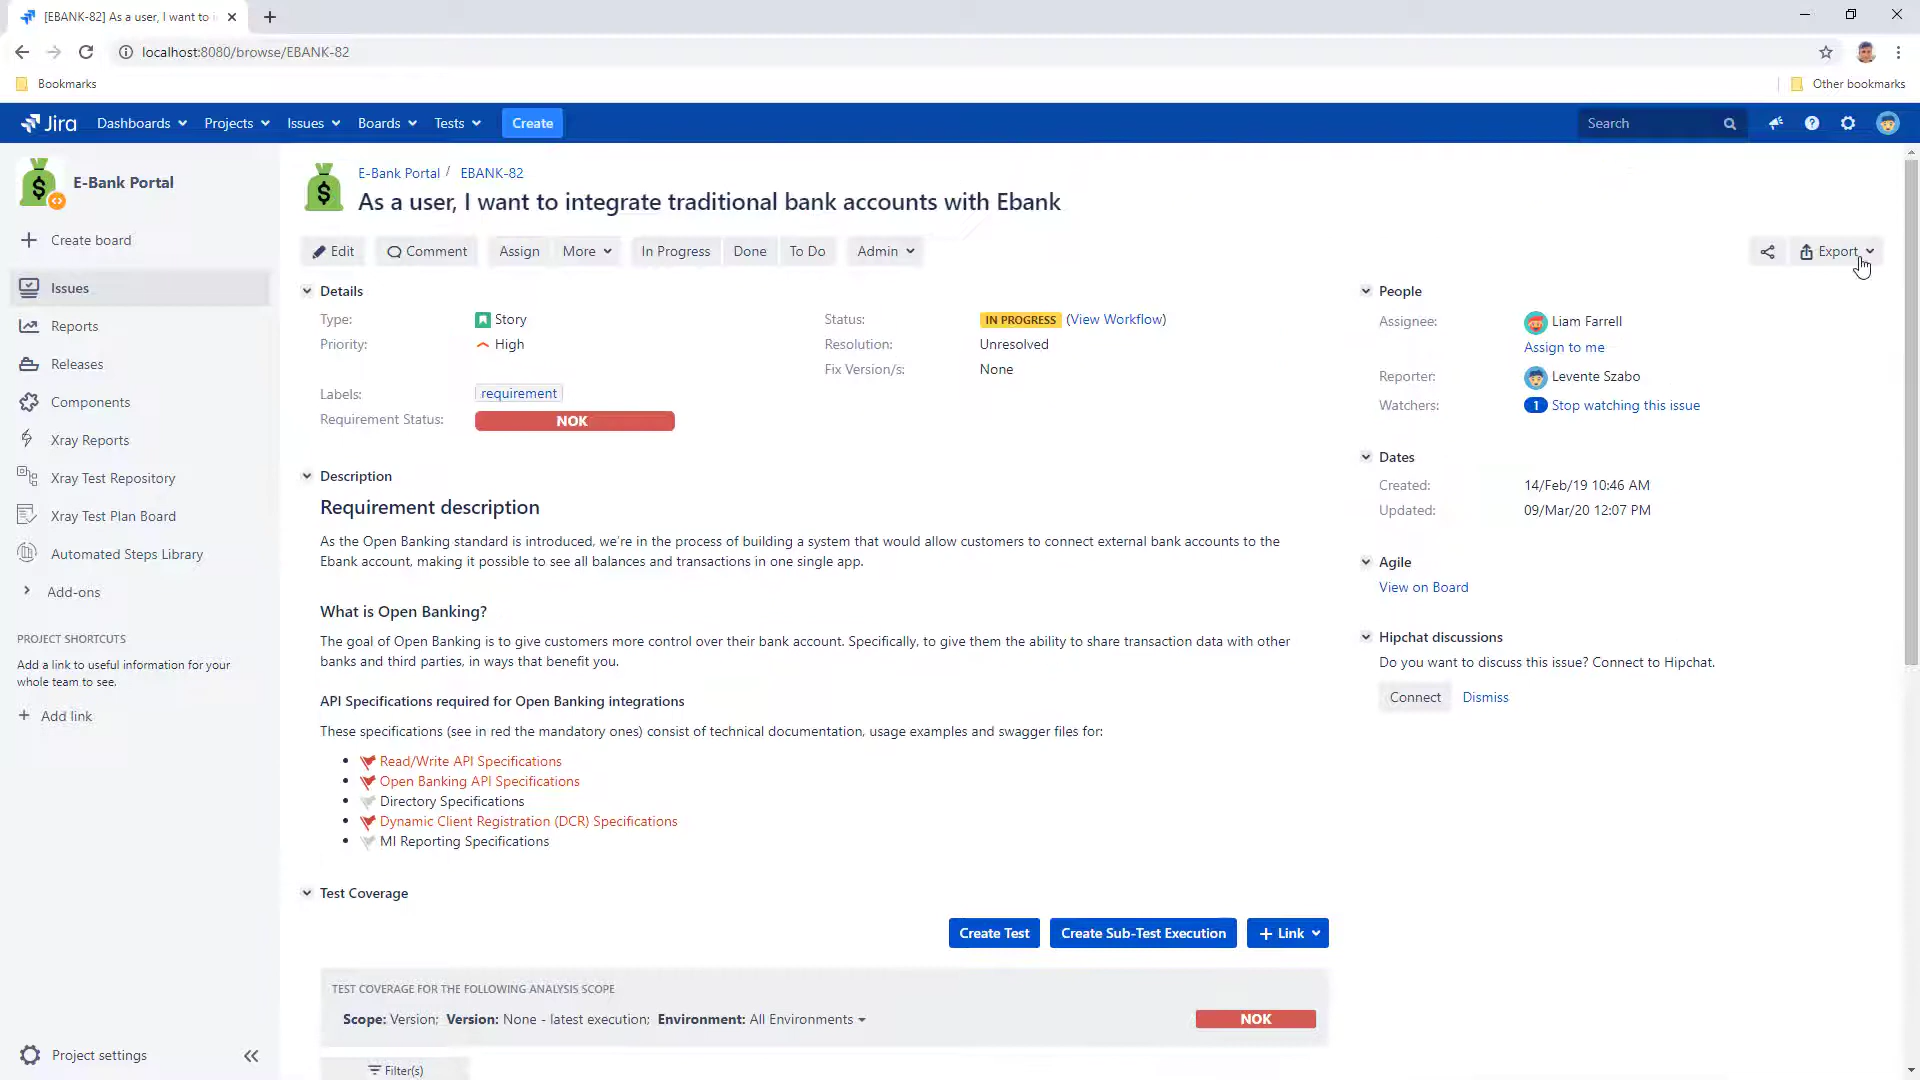 [EBANK-82] As a user, I want to i
localhost:8080/browse/EBANK-82
Bookmarks
Other bookmarks
Jira
Dashboards
Projects
Issues
Boards
Tests
Create
Search
E-Bank Portal
Create board
Issues
Reports
Releases
Components
Xray Reports
Xray Test Repository
Xray Test Plan Board
Automated Steps Library
Add-ons
PROJECT SHORTCUTS
Add a link to useful information for your
whole team to see.
Add link
Project settings
E-Bank Portal / EBANK-82
As a user, I want to integrate traditional bank accounts with Ebank
Edit
Comment
Assign
More
In Progress
Done
To Do
Admin
Export
Details
Type: Story
Priority: High
Labels: requirement
Requirement Status: NOK
Status: IN PROGRESS (View Workflow)
Resolution: Unresolved
Fix Version/s: None
Description
Requirement description
As the Open Banking standard is introduced, we're in the process of building a system that would allow customers to connect external bank accounts to the
Ebank account, making it possible to see all balances and transactions in one single app.
What is Open Banking?
The goal of Open Banking is to give customers more control over their bank account. Specifically, to give them the ability to share transaction data with other
banks and third parties, in ways that benefit you.
API Specifications required for Open Banking integrations
These specifications (see in red the mandatory ones) consist of technical documentation, usage examples and swagger files for:
• Read/Write API Specifications
• Open Banking API Specifications
• Directory Specifications
• Dynamic Client Registration (DCR) Specifications
• MI Reporting Specifications
Test Coverage
Create Test
Create Sub-Test Execution
+ Link
TEST COVERAGE FOR THE FOLLOWING ANALYSIS SCOPE
Scope: Version; Version: None - latest execution; Environment: All Environments
NOK
Filter(s)
People
Assignee: Liam Farrell
Assign to me
Reporter: Levente Szabo
Watchers: 1 Stop watching this issue
Dates
Created: 14/Feb/19 10:46 AM
Updated: 09/Mar/20 12:07 PM
Agile
View on Board
Hipchat discussions
Do you want to discuss this issue? Connect to Hipchat.
Connect
Dismiss